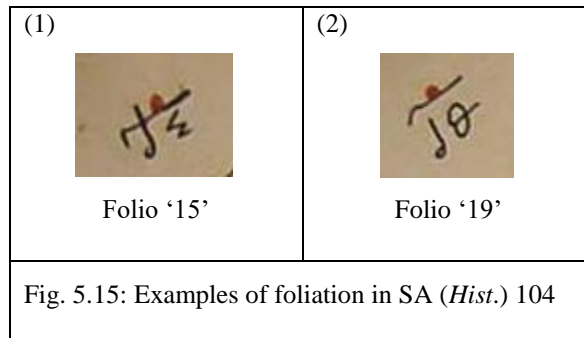 (1) (2)
Folio ‘15’ Folio ‘19’
Fig. 5.15: Examples of foliation in SA (Hist.) 104